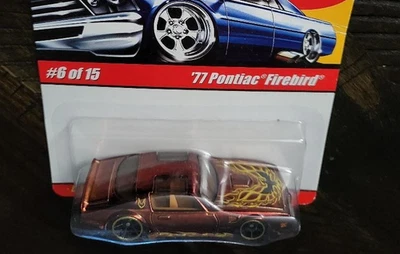 #6 of 15
'77 Pontiac® Firebird®